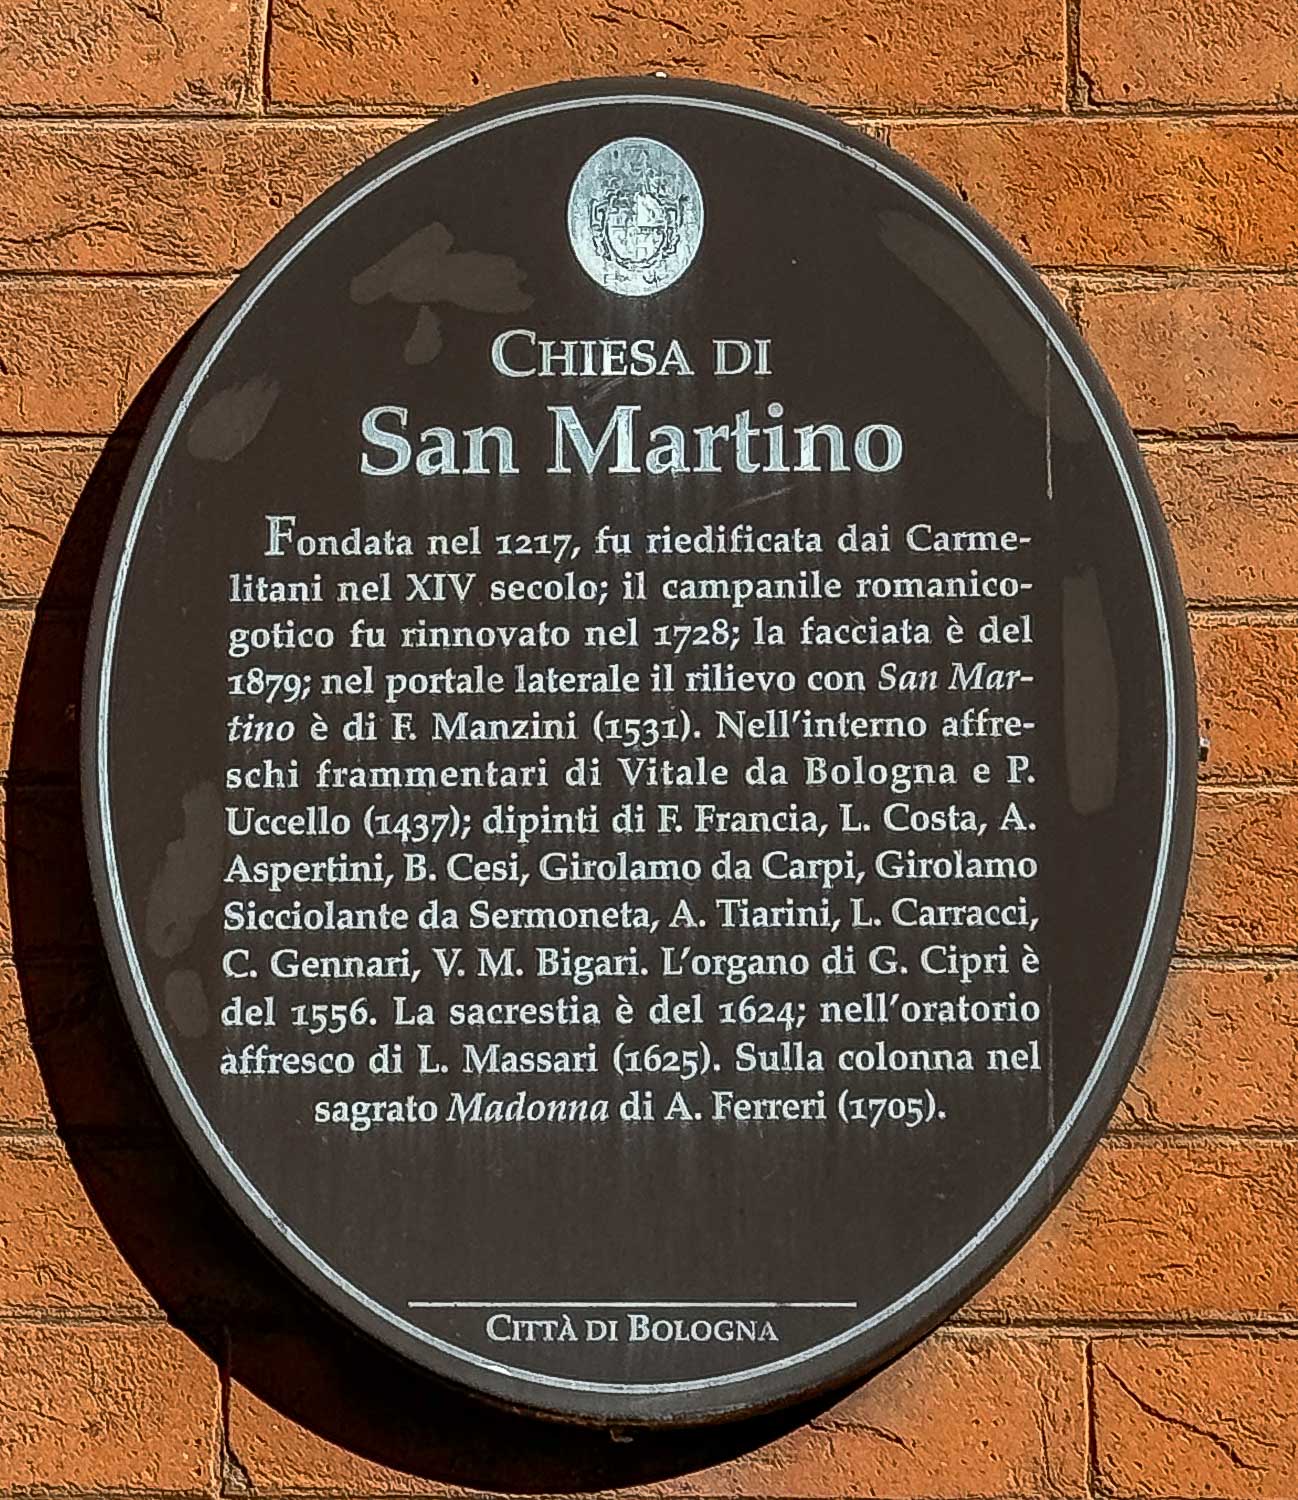 CHIESA DI
San Martino
Fondata nel 1217, fu riedificata dai Carme-
litani nel XIV secolo; il campanile romanico-
gotico fu rinnovato nel 1728; la facciata è del
1879; nel portale laterale il rilievo con San Mar-
tino è di F. Manzini (1531). Nell'interno affre-
schi frammentari di Vitale da Bologna e P.
Uccello (1437); dipinti di F. Francia, L. Costa, A.
Aspertini, B. Cesi, Girolamo da Carpi, Girolamo
Sicciolante da Sermoneta, A. Tiarini, L. Carracci,
C. Gennari, V. M. Bigari. L'organo di G. Cipri è
del 1556. La sacrestia è del 1624; nell'oratorio
affresco di L. Massari (1625). Sulla colonna nel
sagrato Madonna di A. Ferreri (1705).
CITTÀ DI BOLOGNA